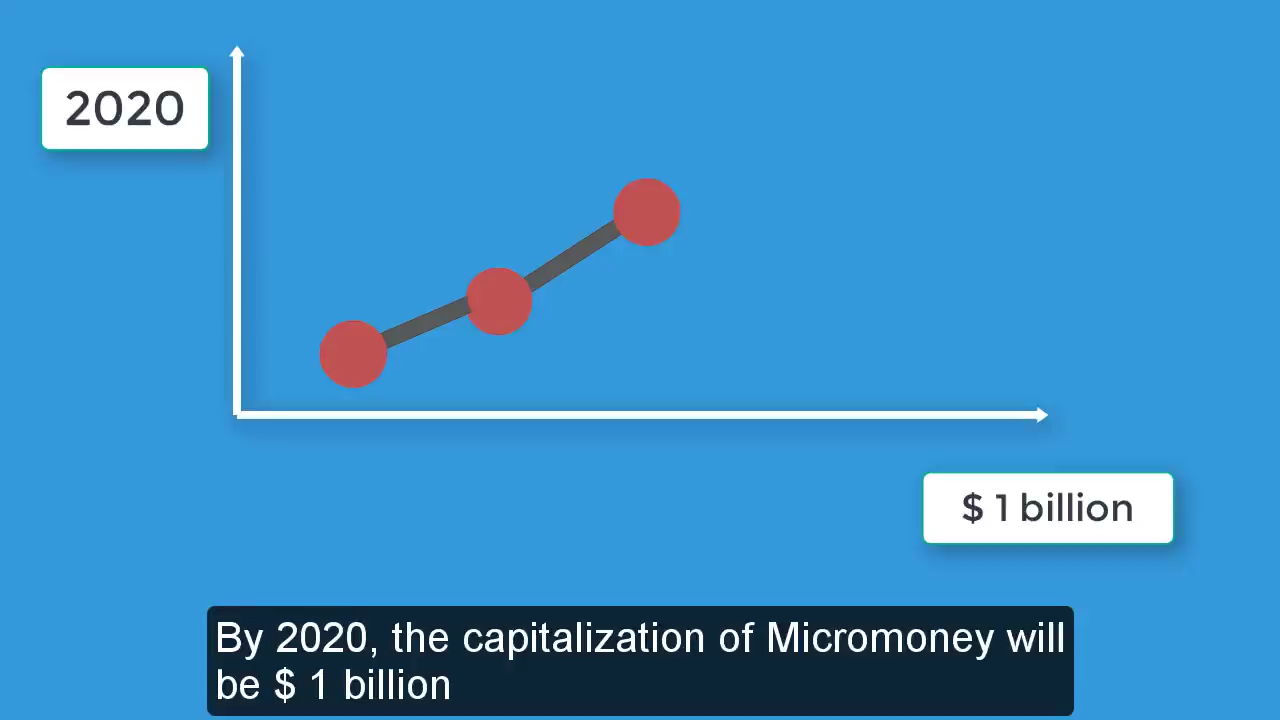 2020
$ 1 billion
By 2020, the capitalization of Micromoney will
be $ 1 billion